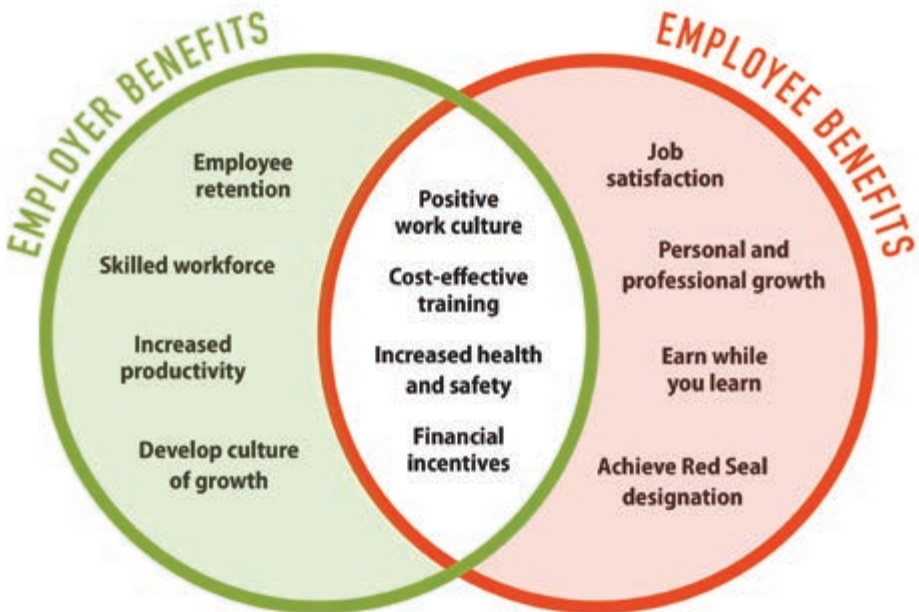 EMPLOYER BENEFITS
Employee
retention
Skilled workforce
Increased
productivity
Develop culture
of growth
Positive
work culture
Cost-effective
training
Increased health
and safety
Financial
incentives
EMPLOYEE BENEFITS
Job
satisfaction
Personal and
professional growth
Earn while
you learn
Achieve Red Seal
designation